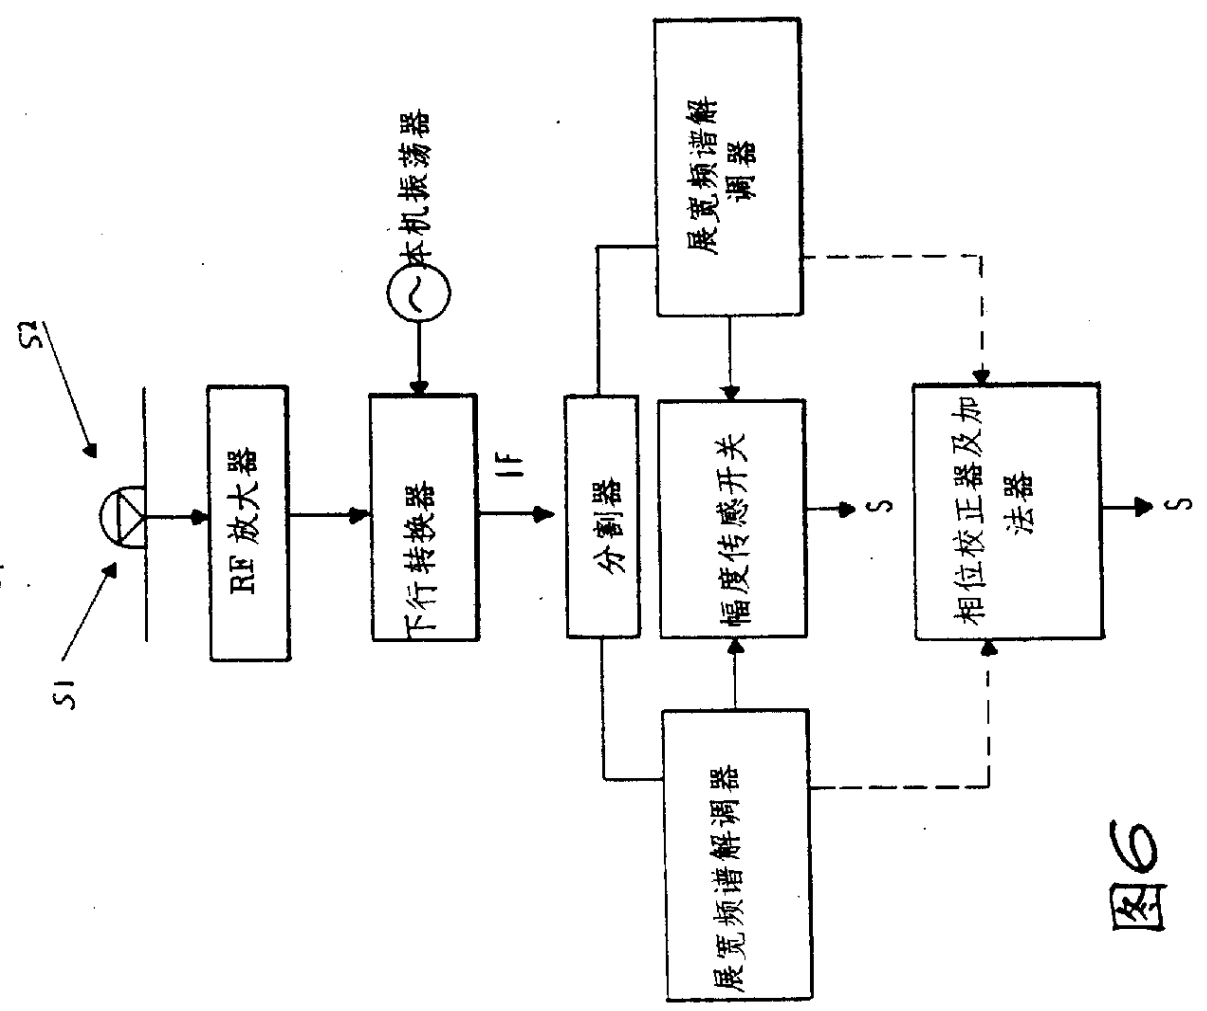 S2
S1
RF 放大器
本机振荡器
下行转换器
IF
分割器
展宽频谱解
调器
展宽频谱解调器
幅度传感开关
S
相位校正器及加
法器
S
图6